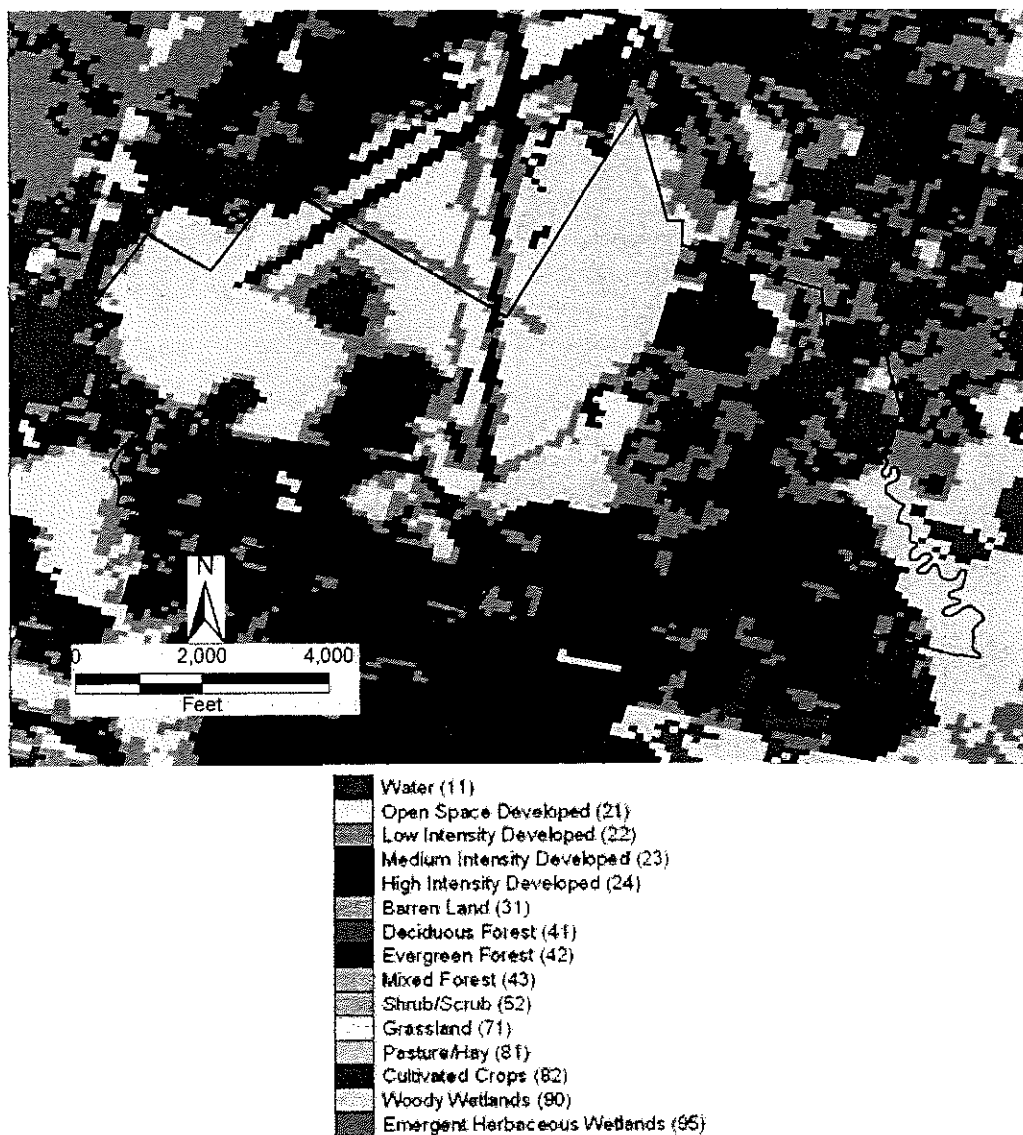 N
0 2,000 4,000
Feet
Water (11)
Open Space Developed (21)
Low Intensity Developed (22)
Medium Intensity Developed (23)
High Intensity Developed (24)
Barren Land (31)
Deciduous Forest (41)
Evergreen Forest (42)
Mixed Forest (43)
Shrub/Scrub (52)
Grassland (71)
Pasture/Hay (81)
Cultivated Crops (82)
Woody Wetlands (90)
Emergent Herbaceous Wetlands (95)